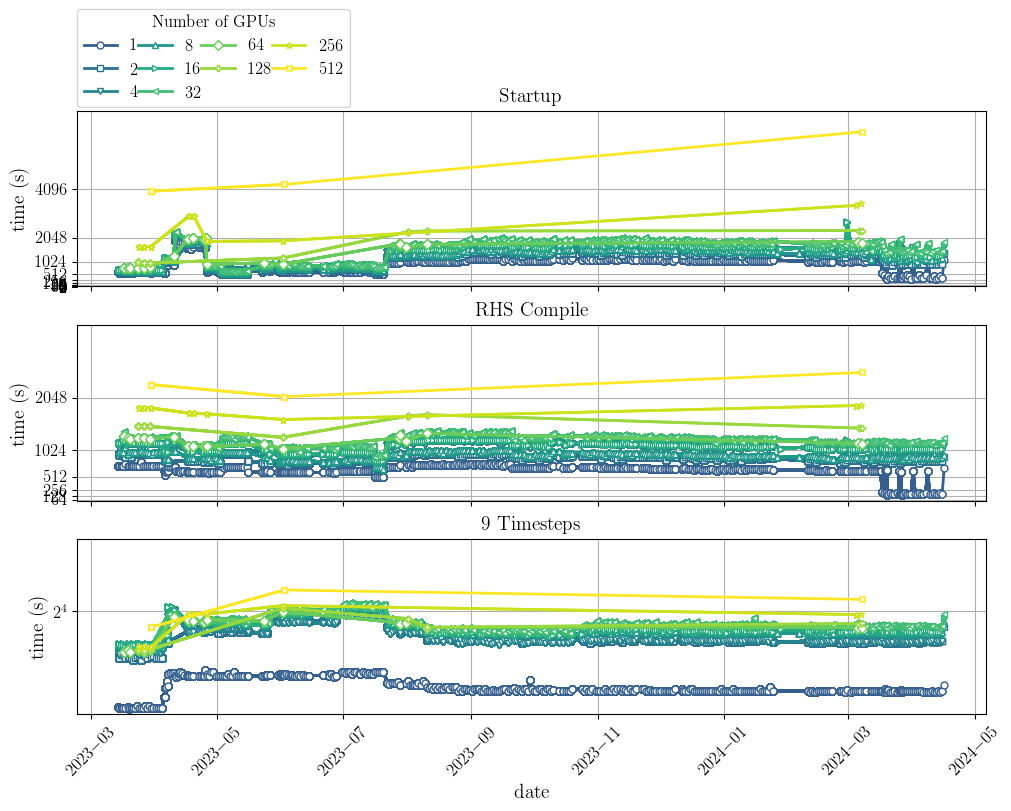 Number of GPUs
1 8 64 256
2 16 128 512
4 32
Startup
time (s)
4096
2048
1024
512
RHS Compile
time (s)
2048
1024
512
256
128
64
9 Timesteps
time (s)
2⁴
2023−03 2023−05 2023−07 2023−09 2023−11 2024−01 2024−03 2024−05
date